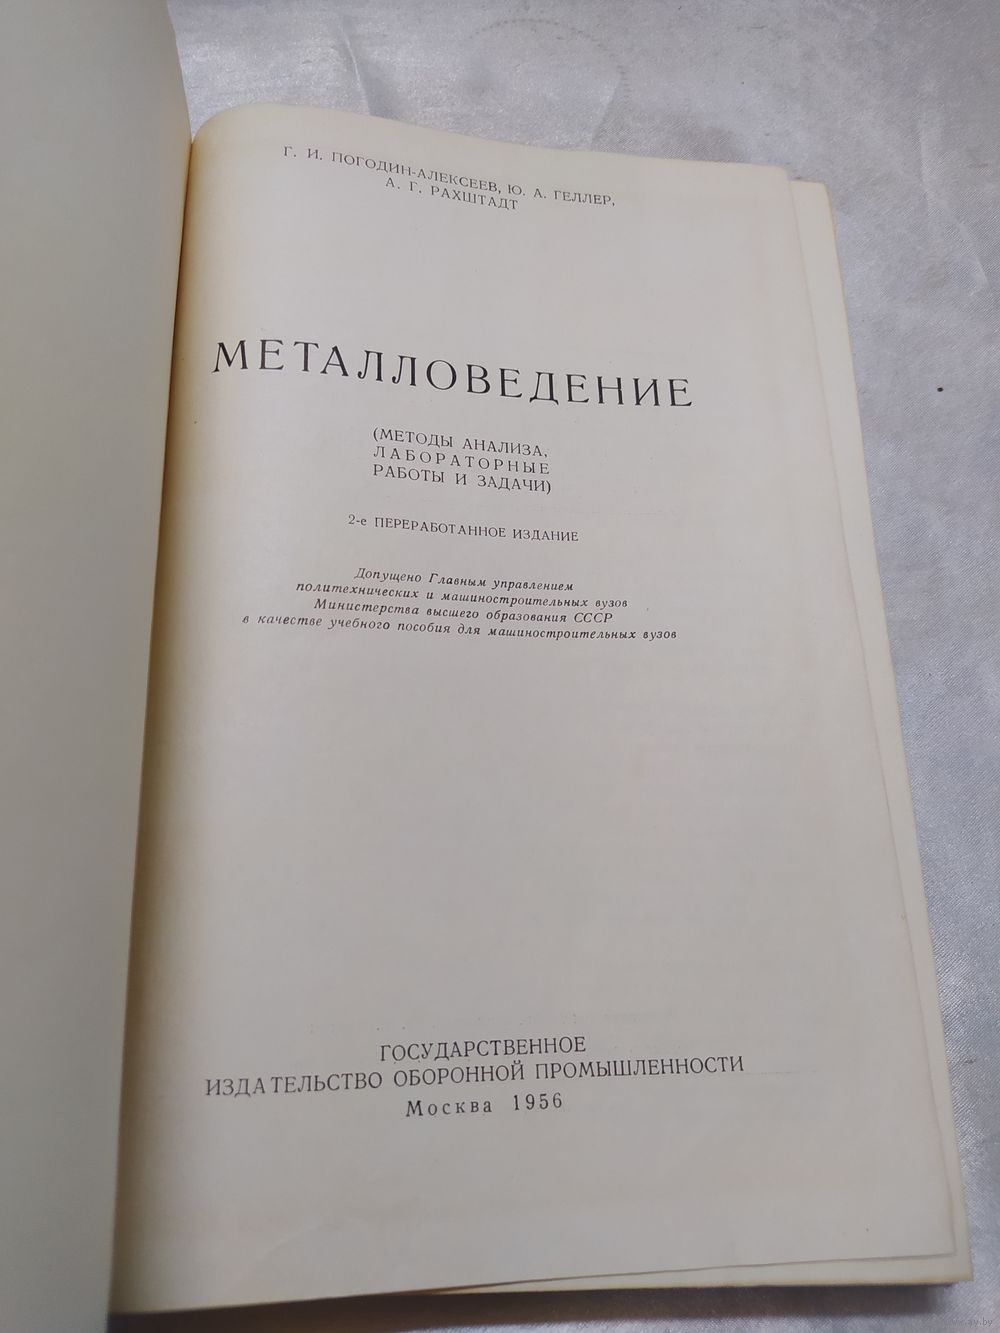 Г. И. ПОГОДИН-АЛЕКСЕЕВ, Ю. А. ГЕЛЛЕР,
А. Г. РАХШТАДТ
МЕТАЛЛОВЕДЕНИЕ
(МЕТОДЫ АНАЛИЗА,
ЛАБОРАТОРНЫЕ
РАБОТЫ И ЗАДАЧИ)
2-е ПЕРЕРАБОТАННОЕ ИЗДАНИЕ
Допущено Главным управлением
политехнических и машиностроительных вузов
Министерства высшего образования СССР
в качестве учебного пособия для машиностроительных вузов
ГОСУДАРСТВЕННОЕ
ИЗДАТЕЛЬСТВО ОБОРОННОЙ ПРОМЫШЛЕННОСТИ
Москва 1956